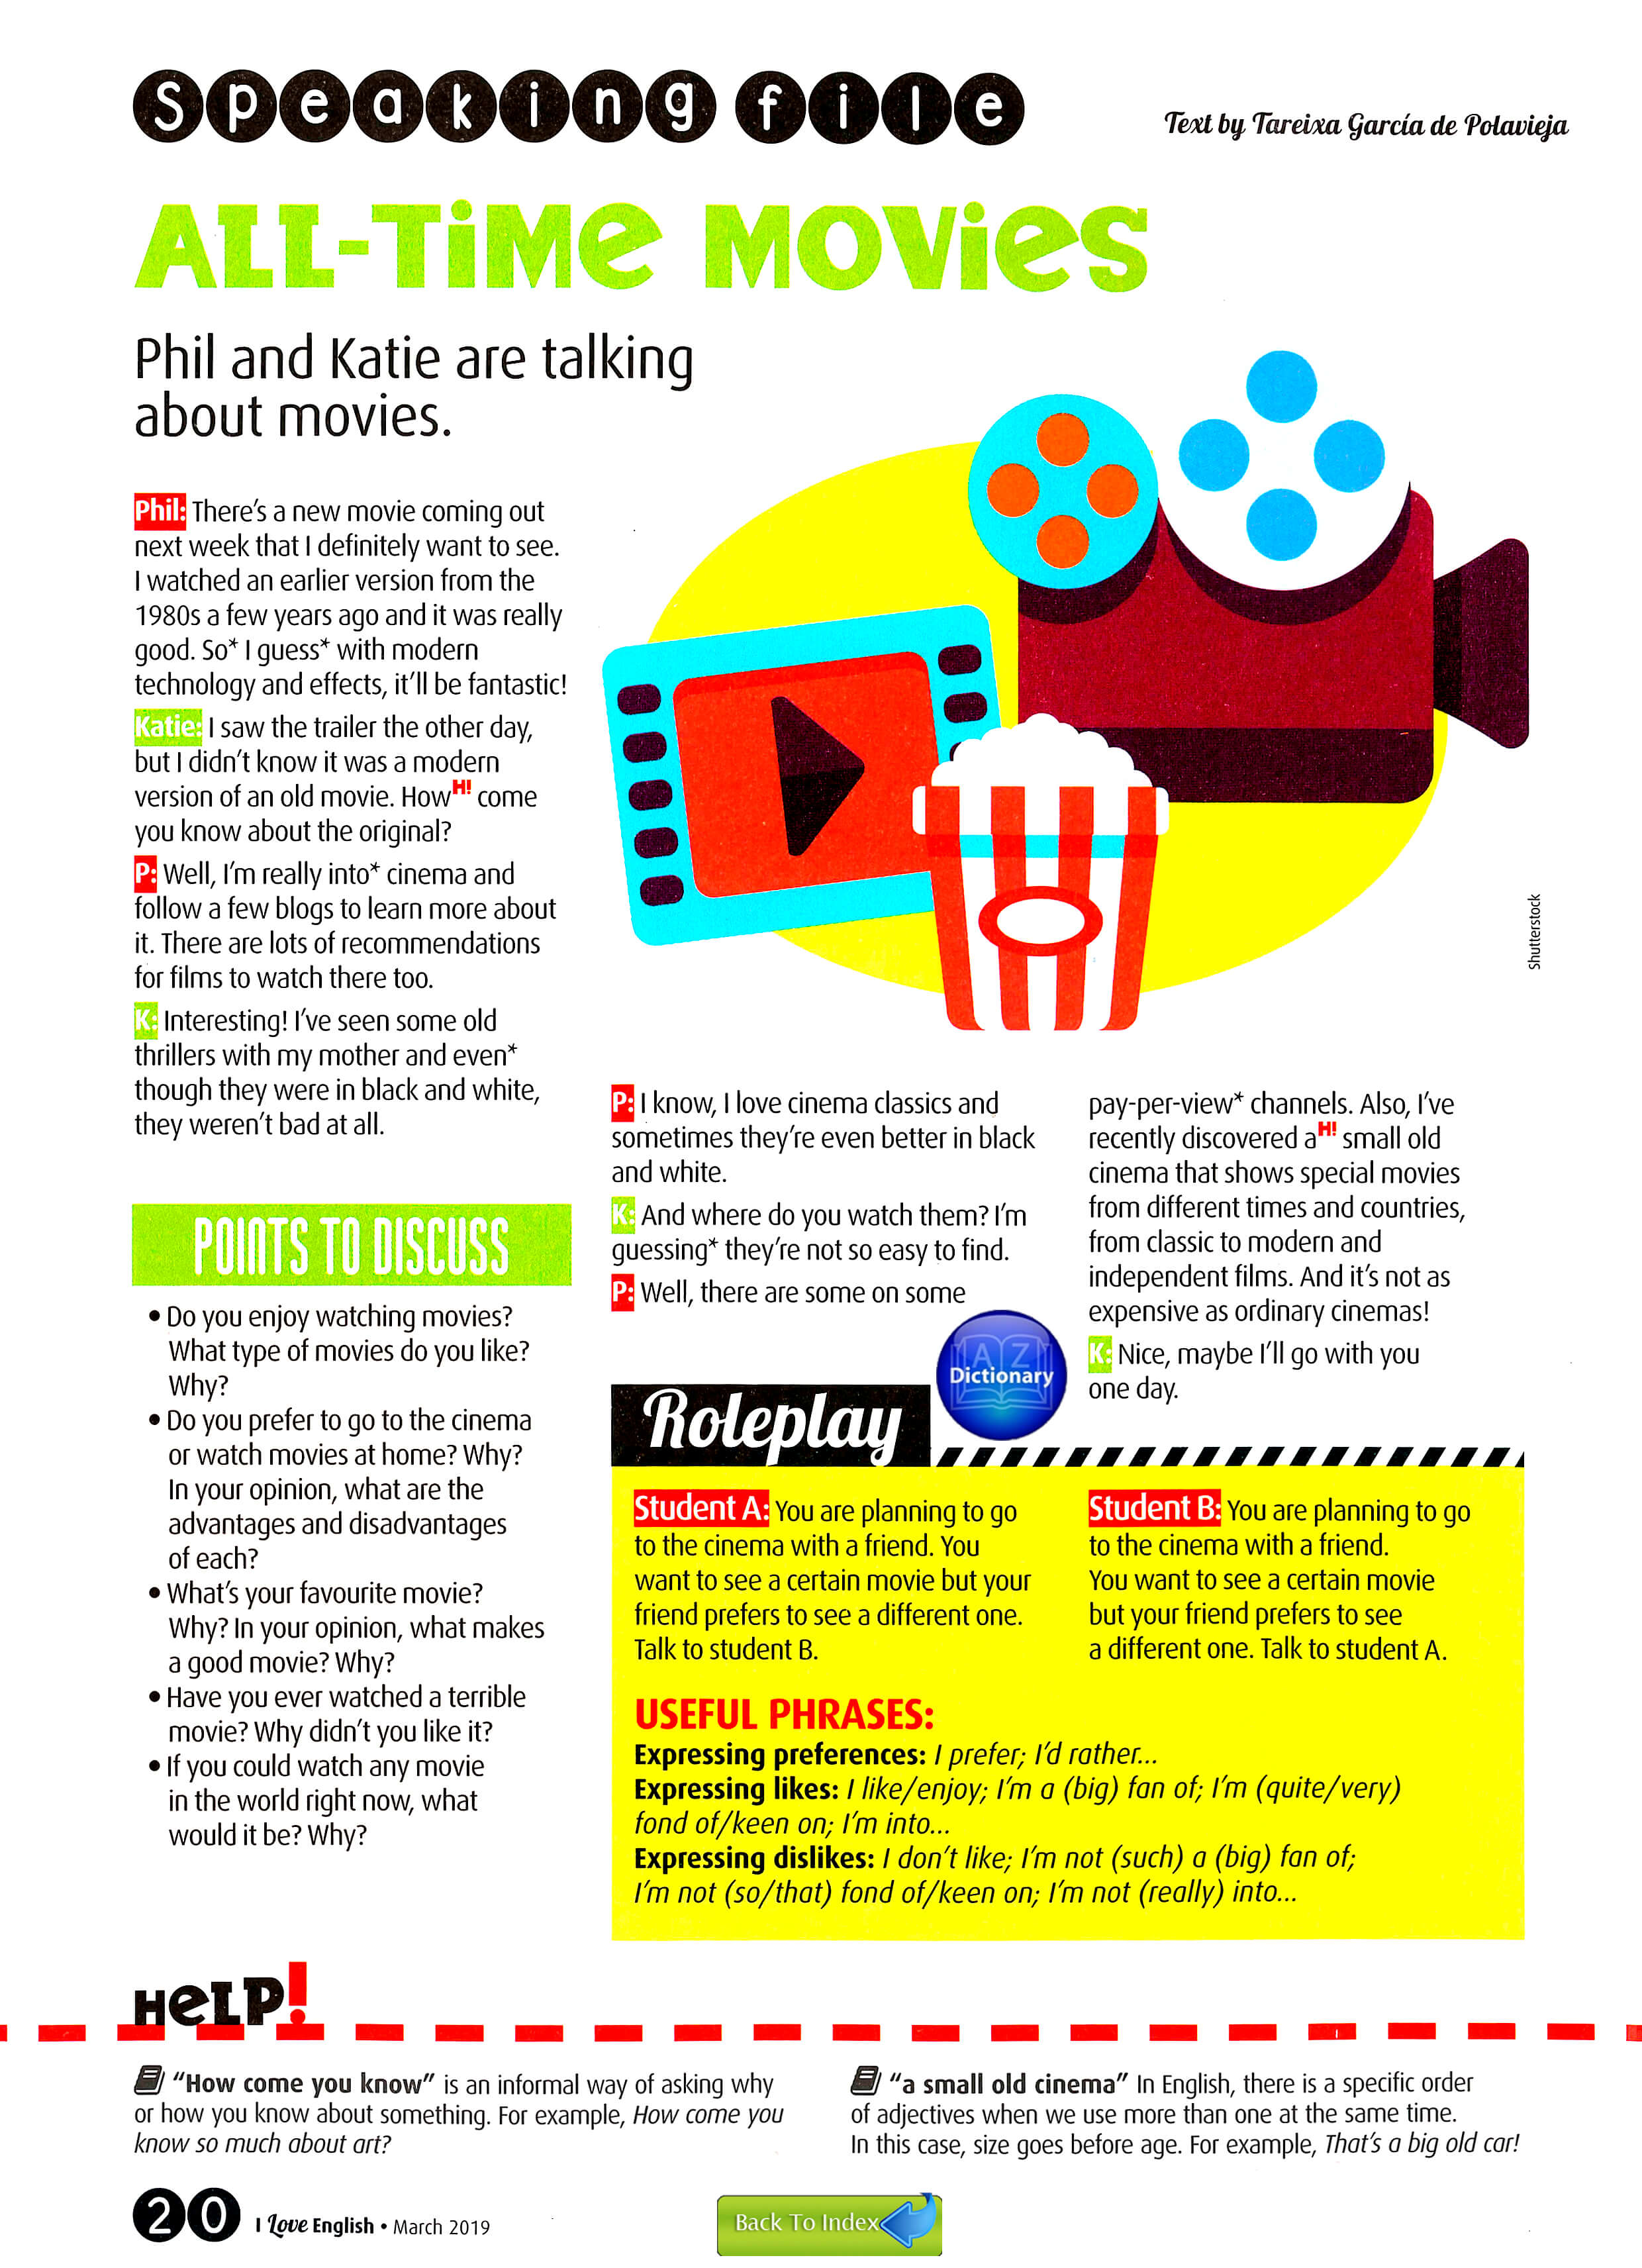 Speaking file
Text by Tareixa García de Polavieja
ALL-TiMe MOVies
Phil and Katie are talking
about movies.
Phil: There's a new movie coming out
next week that I definitely want to see.
I watched an earlier version from the
1980s a few years ago and it was really
good. So* I guess* with modern
technology and effects, it'll be fantastic!
Katie: I saw the trailer the other day,
but I didn't know it was a modern
version of an old movie. How H! come
you know about the original?
P: Well, I'm really into* cinema and
follow a few blogs to learn more about
it. There are lots of recommendations
for films to watch there too.
K: Interesting! I've seen some old
thrillers with my mother and even*
though they were in black and white,
they weren't bad at all.
P: I know, I love cinema classics and
sometimes they're even better in black
and white.
K: And where do you watch them? I'm
guessing* they're not so easy to find.
P: Well, there are some on some
pay-per-view* channels. Also, I've
recently discovered a H! small old
cinema that shows special movies
from different times and countries,
from classic to modern and
independent films. And it's not as
expensive as ordinary cinemas!
K: Nice, maybe I'll go with you
one day.
Shutterstock
POINTS TO DISCUSS
• Do you enjoy watching movies?
What type of movies do you like?
Why?
• Do you prefer to go to the cinema
or watch movies at home? Why?
In your opinion, what are the
advantages and disadvantages
of each?
• What's your favourite movie?
Why? In your opinion, what makes
a good movie? Why?
• Have you ever watched a terrible
movie? Why didn't you like it?
• If you could watch any movie
in the world right now, what
would it be? Why?
A Z
Dictionary
Roleplay
Student A: You are planning to go
to the cinema with a friend. You
want to see a certain movie but your
friend prefers to see a different one.
Talk to student B.
Student B: You are planning to go
to the cinema with a friend.
You want to see a certain movie
but your friend prefers to see
a different one. Talk to student A.
USEFUL PHRASES:
Expressing preferences: I prefer; I'd rather...
Expressing likes: I like/enjoy; I'm a (big) fan of; I'm (quite/very)
fond of/keen on; I'm into...
Expressing dislikes: I don't like; I'm not (such) a (big) fan of;
I'm not (so/that) fond of/keen on; I'm not (really) into...
HeLP!
"How come you know" is an informal way of asking why
or how you know about something. For example, How come you
know so much about art?
"a small old cinema" In English, there is a specific order
of adjectives when we use more than one at the same time.
In this case, size goes before age. For example, That's a big old car!
20 I Love English • March 2019
Back To Index